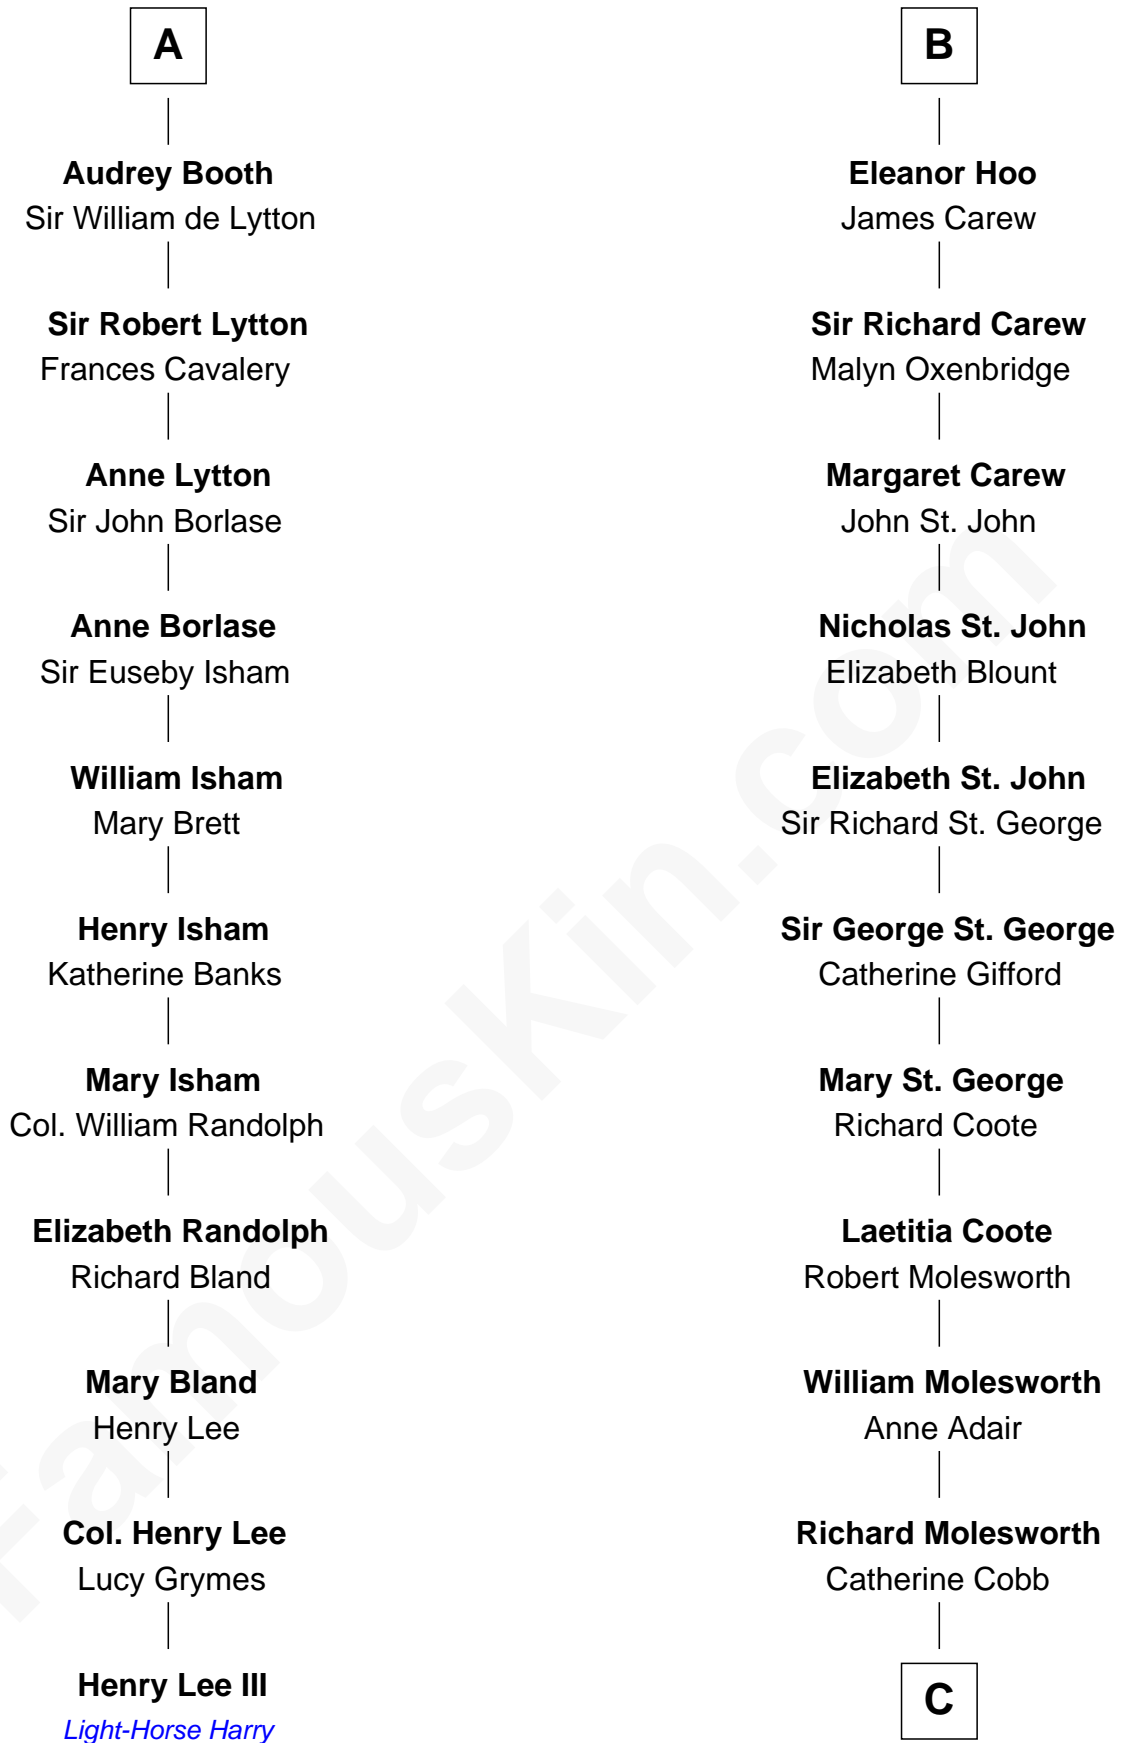 A
Audrey Booth
Sir William de Lytton
Sir Robert Lytton
Frances Cavalery
Anne Lytton
Sir John Borlase
Anne Borlase
Sir Euseby Isham
William Isham
Mary Brett
Henry Isham
Katherine Banks
Mary Isham
Col. William Randolph
Elizabeth Randolph
Richard Bland
Mary Bland
Henry Lee
Col. Henry Lee
Lucy Grymes
Henry Lee III
Light-Horse Harry
B
Eleanor Hoo
James Carew
Sir Richard Carew
Malyn Oxenbridge
Margaret Carew
John St. John
Nicholas St. John
Elizabeth Blount
Elizabeth St. John
Sir Richard St. George
Sir George St. George
Catherine Gifford
Mary St. George
Richard Coote
Laetitia Coote
Robert Molesworth
William Molesworth
Anne Adair
Richard Molesworth
Catherine Cobb
C
FamousKin.com